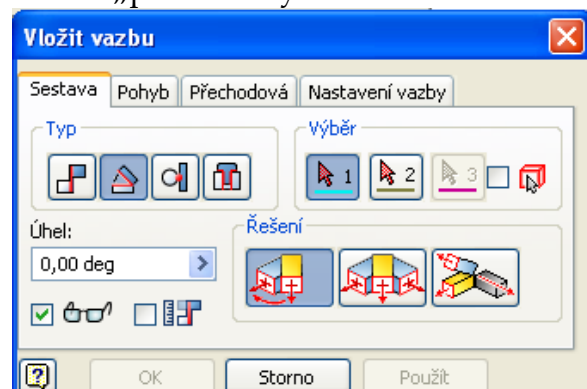 Vložit vazbu
Sestava Pohyb Přechodová Nastavení vazby
Typ Výběr
1 2 3
Úhel: Řešení
0,00 deg
OK Storno Použít